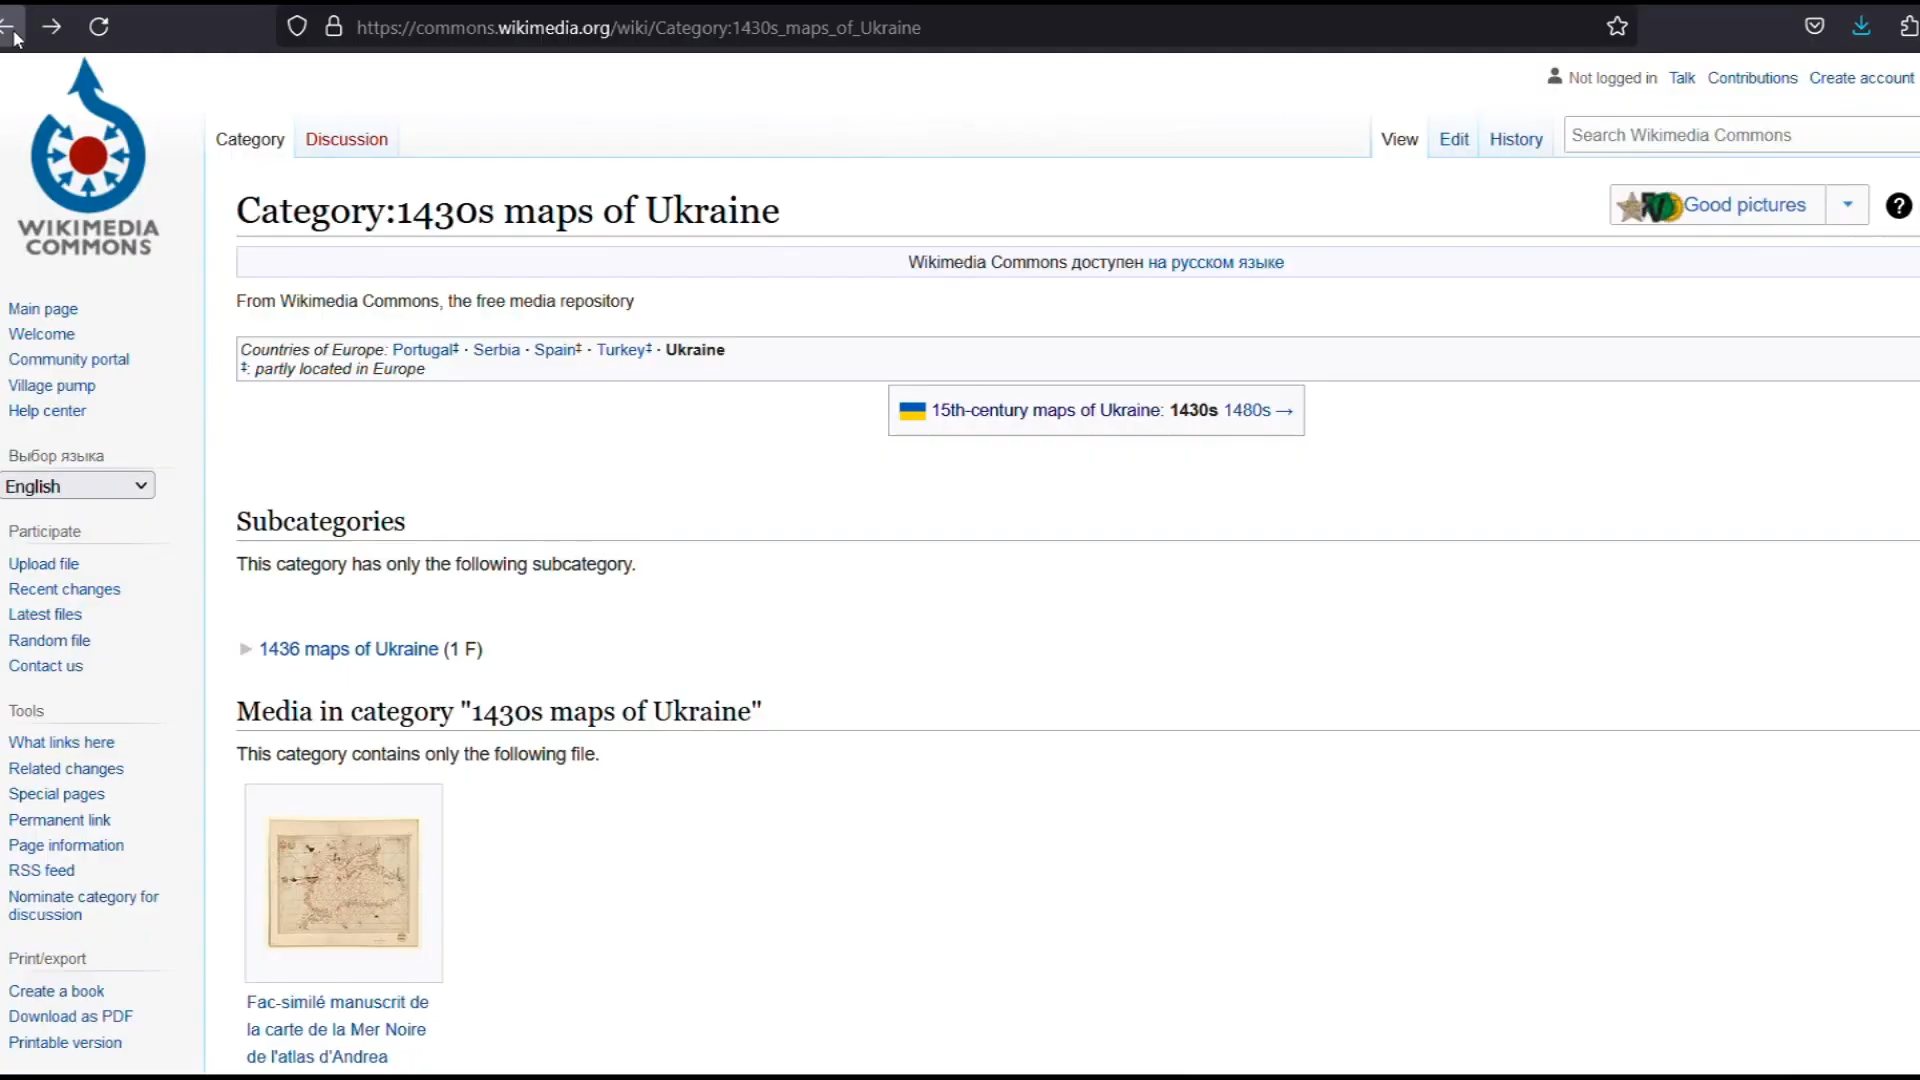 https://commons.wikimedia.org/wiki/Category:1430s_maps_of_Ukraine
Not logged in Talk Contributions Create account
WIKIMEDIA
COMMONS
Category Discussion
View Edit History Search Wikimedia Commons
Category:1430s maps of Ukraine
Good pictures
?
Wikimedia Commons доступен на русском языке
From Wikimedia Commons, the free media repository
Countries of Europe: Portugal‡ · Serbia · Spain‡ · Turkey‡ · Ukraine
‡: partly located in Europe
15th-century maps of Ukraine: 1430s 1480s →
Subcategories
This category has only the following subcategory.
► 1436 maps of Ukraine (1 F)
Media in category "1430s maps of Ukraine"
This category contains only the following file.
Fac-similé manuscrit de
la carte de la Mer Noire
de l'atlas d'Andrea
Main page
Welcome
Community portal
Village pump
Help center
Выбор языка
English
Participate
Upload file
Recent changes
Latest files
Random file
Contact us
Tools
What links here
Related changes
Special pages
Permanent link
Page information
RSS feed
Nominate category for
discussion
Print/export
Create a book
Download as PDF
Printable version